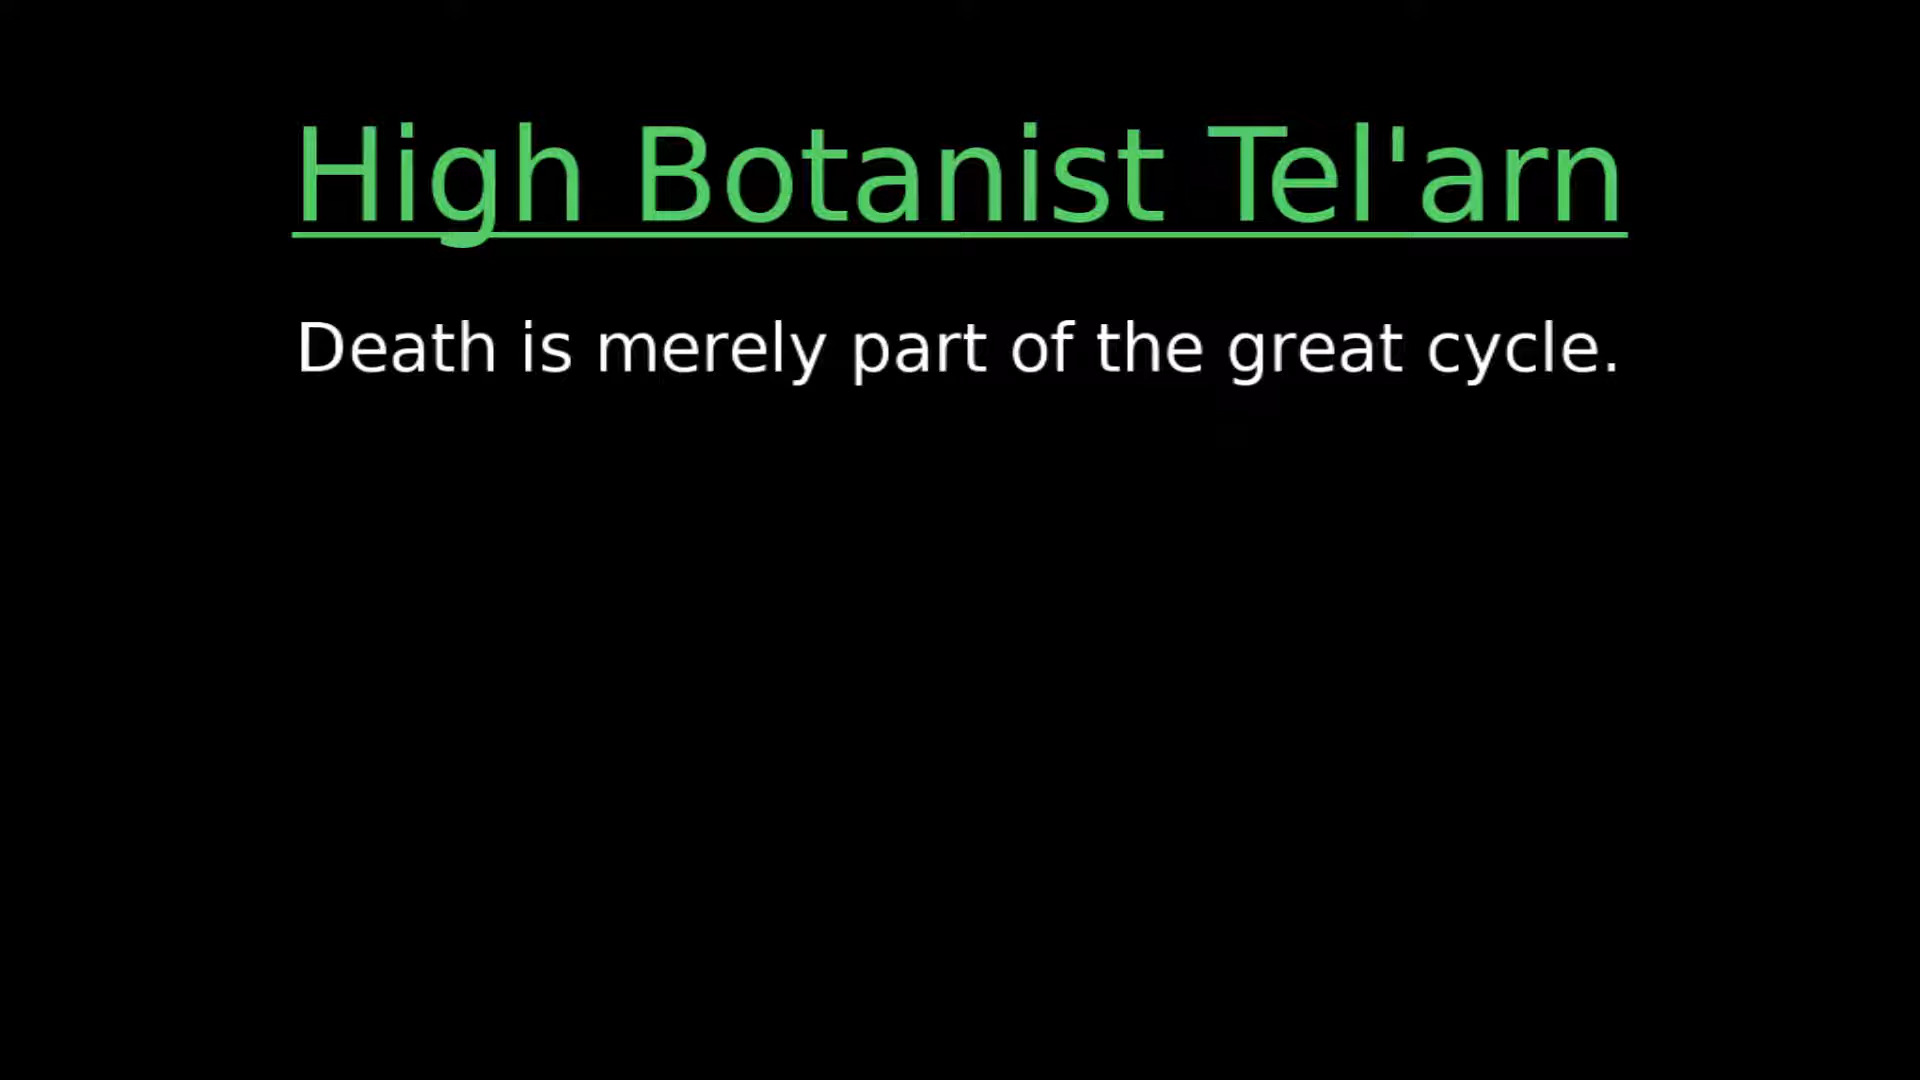 High Botanist Tel'arn
Death is merely part of the great cycle.